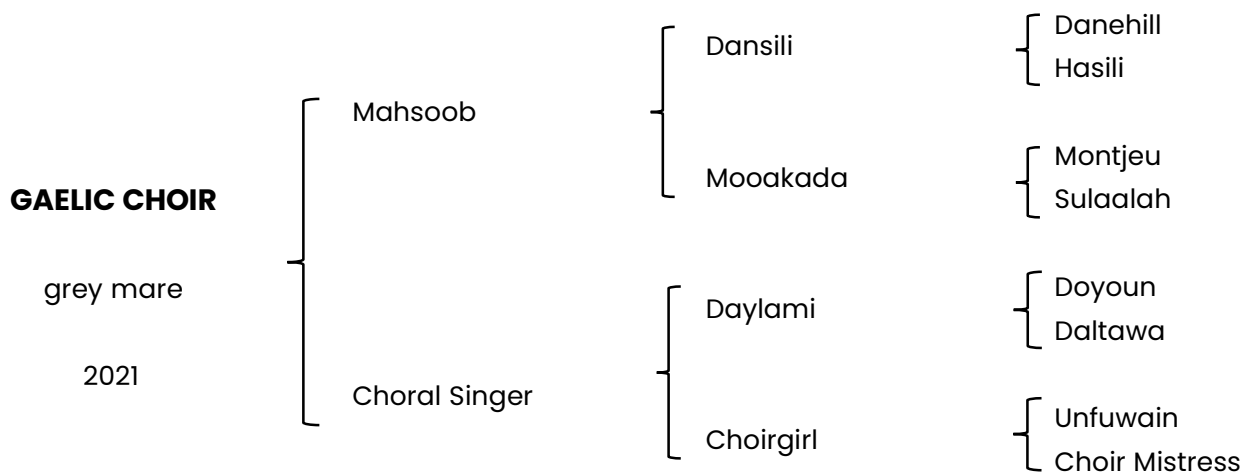 GAELIC CHOIR
grey mare
2021
Mahsoob
Choral Singer
Dansili
Mooakada
Daylami
Choirgirl
Danehill
Hasili
Montjeu
Sulaalah
Doyoun
Daltawa
Unfuwain
Choir Mistress